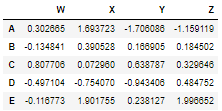 W X Y Z
A 0.302665 1.693723 -1.706086 -1.159119
B -0.134841 0.390528 0.166905 0.184502
C 0.807706 0.072960 0.638787 0.329646
D -0.497104 -0.754070 -0.943406 0.484752
E -0.116773 1.901755 0.238127 1.996652